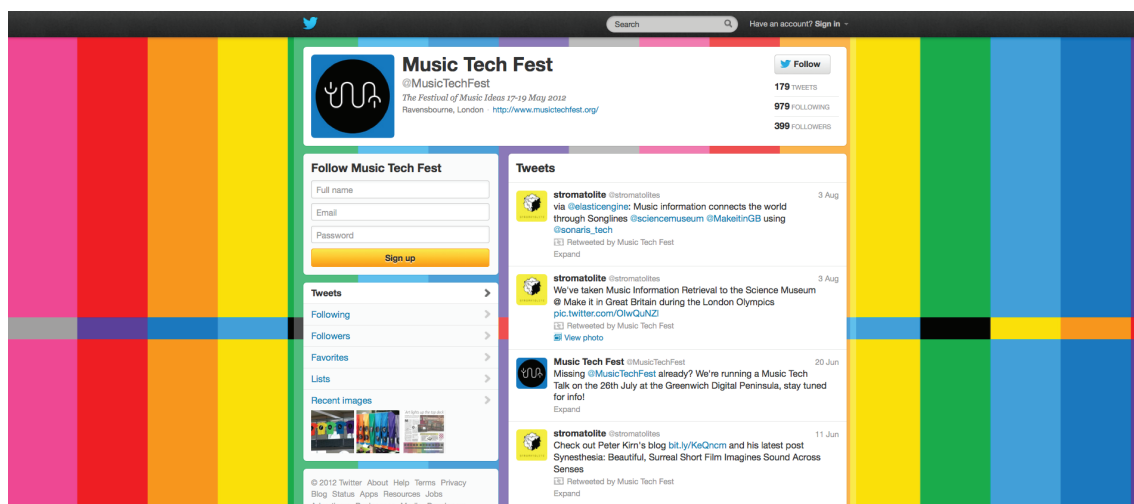 Search
Have an account? Sign in
Music Tech Fest
@MusicTechFest
The Festival of Music Ideas 17-19 May 2012
Ravensbourne, London · http://www.musictechfest.org/
Follow
179 TWEETS
979 FOLLOWING
399 FOLLOWERS
Follow Music Tech Fest
Full name
Email
Password
Sign up
Tweets
Following
Followers
Favorites
Lists
Recent images
© 2012 Twitter About Help Terms Privacy
Blog Status Apps Resources Jobs
Tweets
stromatolite @stromatolites
3 Aug
via @elasticengine: Music information connects the world
through Songlines @sciencemuseum @MakeitinGB using
@sonaris_tech
Retweeted by Music Tech Fest
Expand
stromatolite @stromatolites
3 Aug
We've taken Music Information Retrieval to the Science Museum
@ Make it in Great Britain during the London Olympics
pic.twitter.com/OIwQuNZl
Retweeted by Music Tech Fest
View photo
Music Tech Fest @MusicTechFest
20 Jun
Missing @MusicTechFest already? We're running a Music Tech
Talk on the 26th July at the Greenwich Digital Peninsula, stay tuned
for info!
Expand
stromatolite @stromatolites
11 Jun
Check out Peter Kirn's blog bit.ly/KeQncm and his latest post
Synesthesia: Beautiful, Surreal Short Film Imagines Sound Across
Senses
Retweeted by Music Tech Fest
Expand